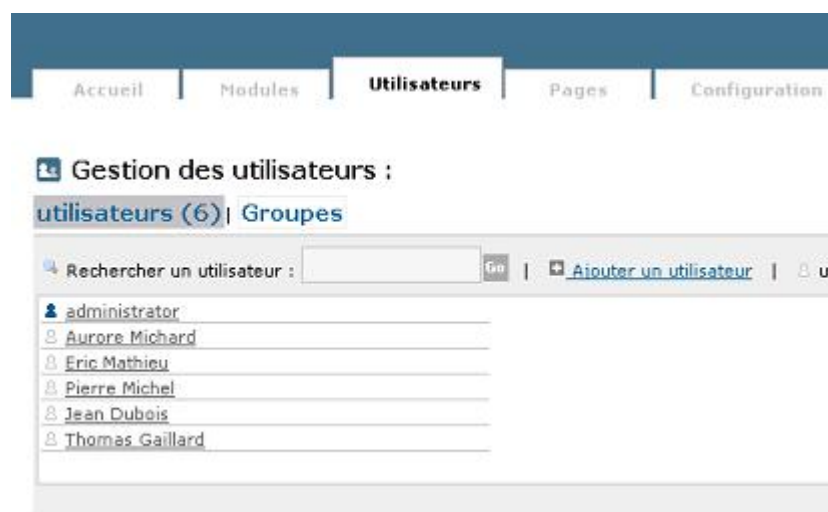 Accueil Modules Utilisateurs Pages Configuration
Gestion des utilisateurs :
utilisateurs (6) | Groupes
Rechercher un utilisateur : Go | Ajouter un utilisateur | u
administrator
Aurore Michard
Eric Mathieu
Pierre Michel
Jean Dubois
Thomas Gaillard